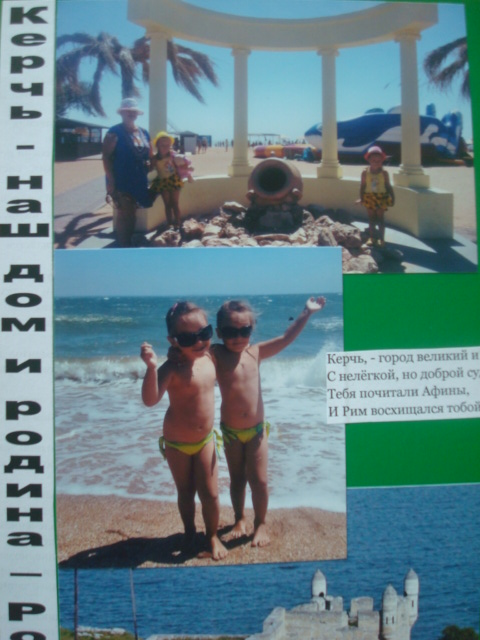 Керчь - наш дом и родина – ро
Керчь, - город великий и
С нелёгкой, но доброй су
Тебя почитали Афины,
И Рим восхищался тобой